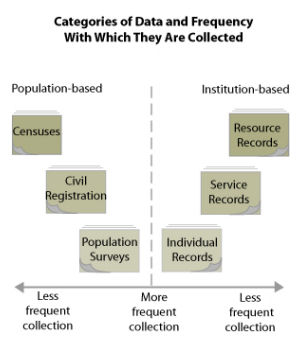 Categories of Data and Frequency
With Which They Are Collected
Population-based
Institution-based
Censuses
Resource
Records
Civil
Registration
Service
Records
Population
Surveys
Individual
Records
Less
frequent
collection
More
frequent
collection
Less
frequent
collection